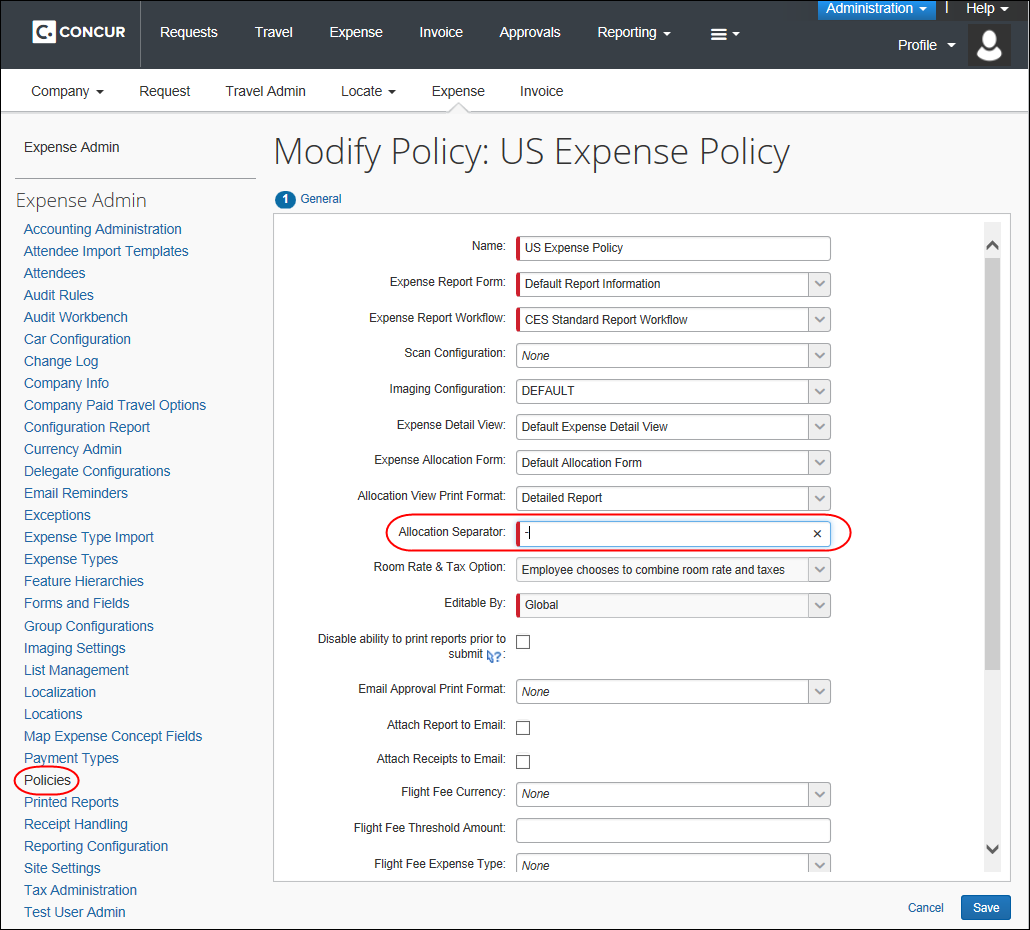 Administration | Help
C. CONCUR Requests Travel Expense Invoice Approvals Reporting
Profile
Company Request Travel Admin Locate Expense Invoice
Expense Admin
Expense Admin
Accounting Administration
Attendee Import Templates
Attendees
Audit Rules
Audit Workbench
Car Configuration
Change Log
Company Info
Company Paid Travel Options
Configuration Report
Currency Admin
Delegate Configurations
Email Reminders
Exceptions
Expense Type Import
Expense Types
Feature Hierarchies
Forms and Fields
Group Configurations
Imaging Settings
List Management
Localization
Locations
Map Expense Concept Fields
Payment Types
Policies
Printed Reports
Receipt Handling
Reporting Configuration
Site Settings
Tax Administration
Test User Admin
Modify Policy: US Expense Policy
1 General
Name: US Expense Policy
Expense Report Form: Default Report Information
Expense Report Workflow: CES Standard Report Workflow
Scan Configuration: None
Imaging Configuration: DEFAULT
Expense Detail View: Default Expense Detail View
Expense Allocation Form: Default Allocation Form
Allocation View Print Format: Detailed Report
Allocation Separator: -
Room Rate & Tax Option: Employee chooses to combine room rate and taxes
Editable By: Global
Disable ability to print reports prior to
submit ?:
Email Approval Print Format: None
Attach Report to Email:
Attach Receipts to Email:
Flight Fee Currency: None
Flight Fee Threshold Amount:
Flight Fee Expense Type: None
Cancel Save